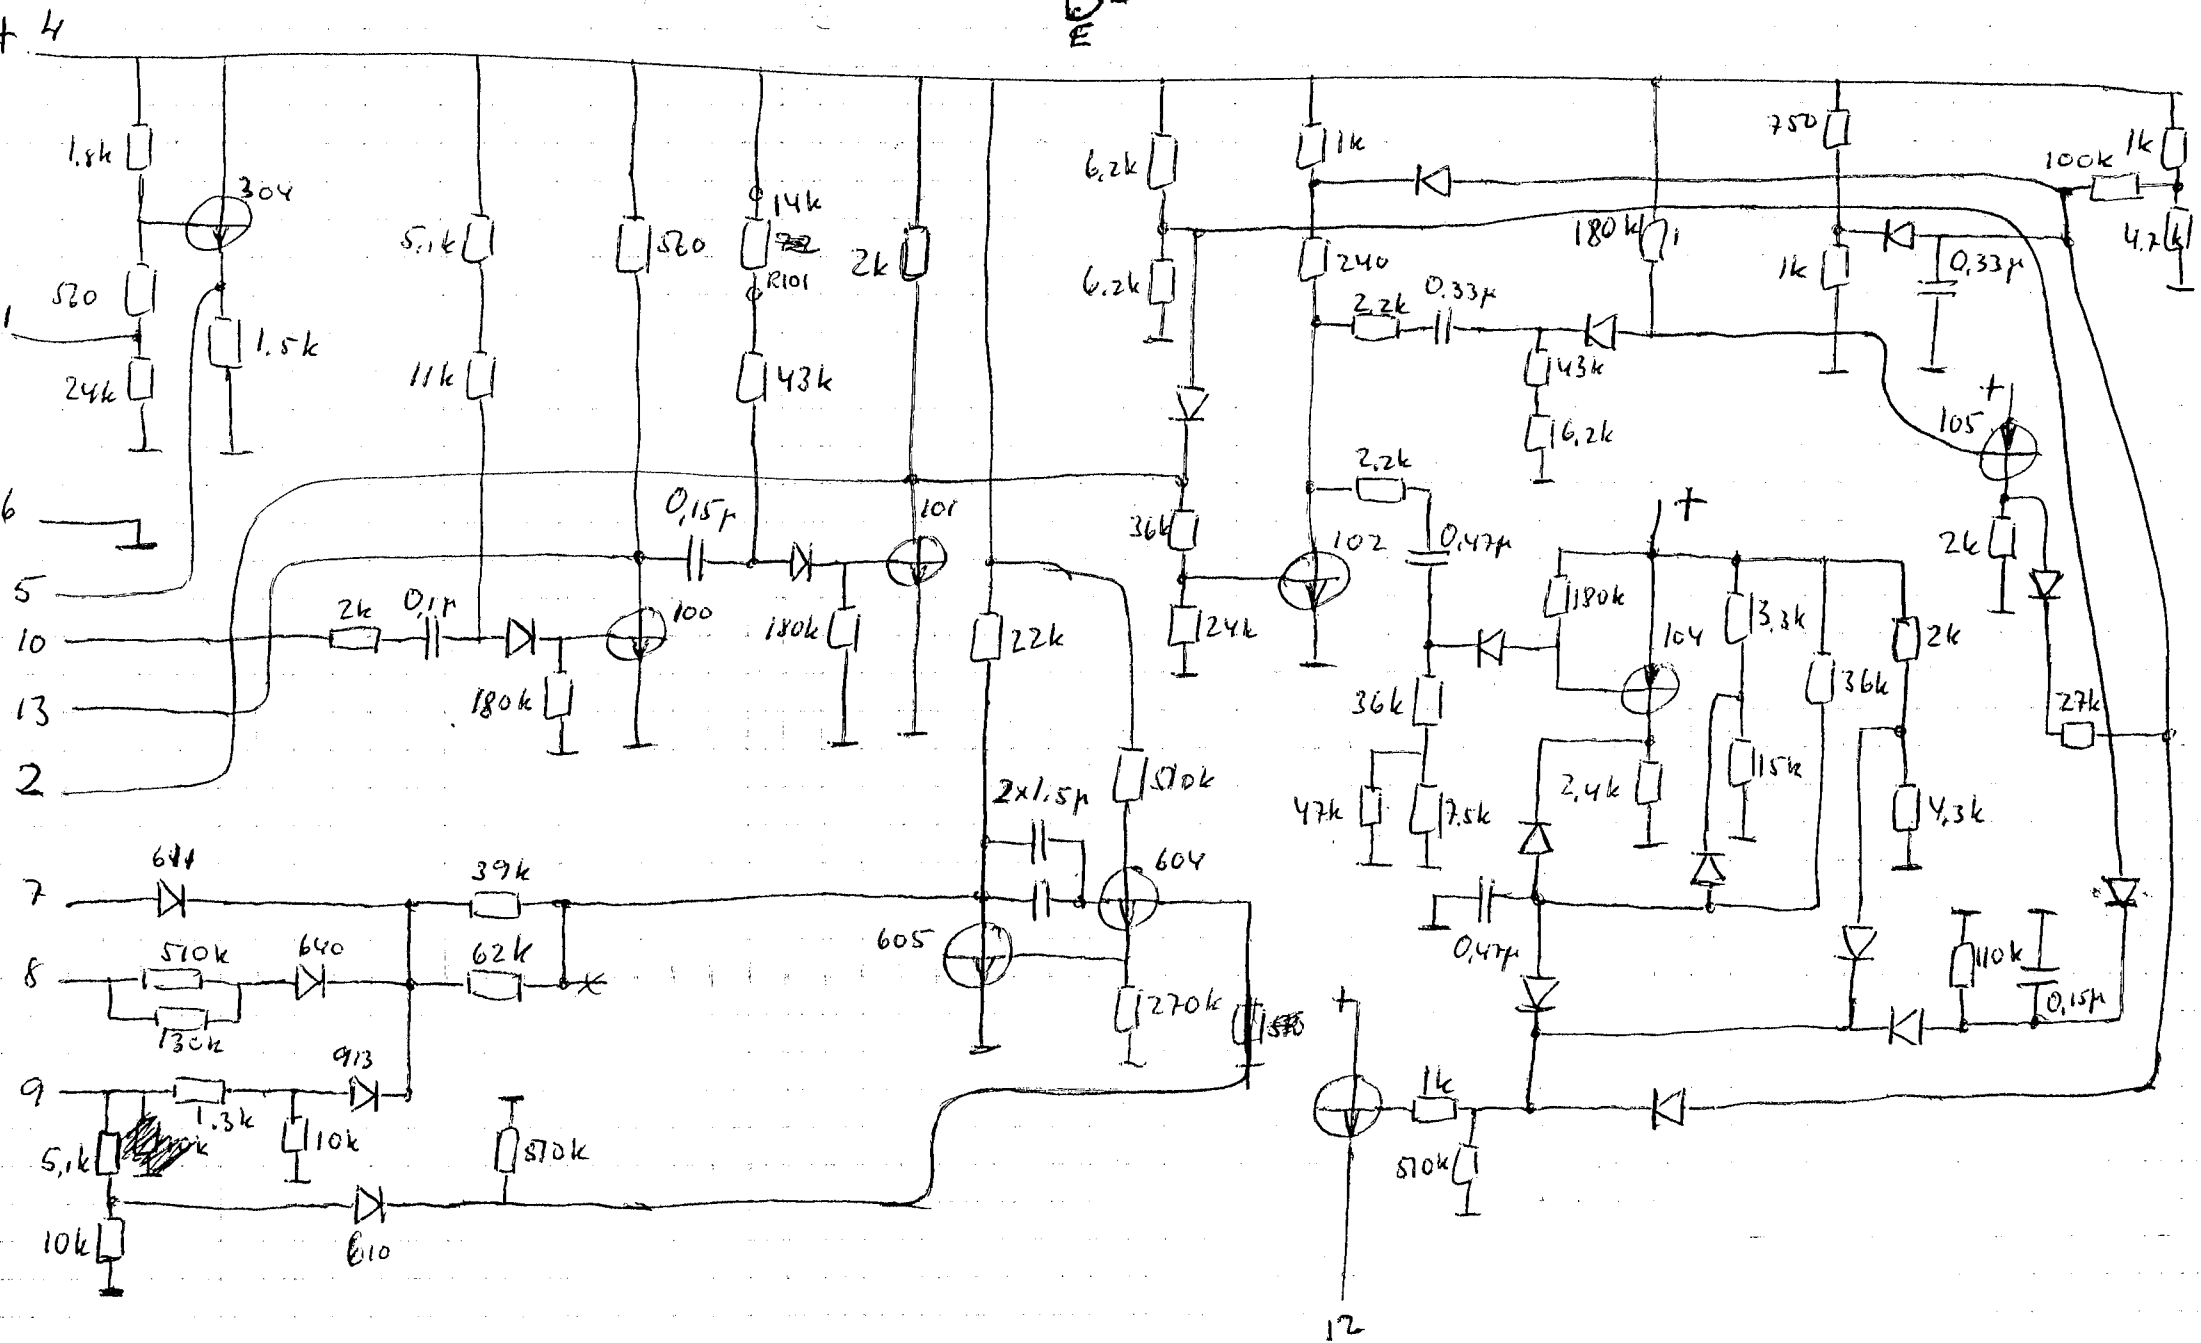 + 4
E
1.8k
304
520
1
24k
1.5k
5.1k
11k
520
14k
R101
43k
2k
6.2k
6.2k
1k
240
2.2k
0.33µ
180k
43k
6.2k
750
1k
0.33µ
100k
1k
4.7k
+
105
2k
27k
6
5
10
13
2
2k
0,1µ
180k
100
0,15µ
180k
101
22k
36k
24k
102
2.2k
0,47µ
36k
47k
7.5k
+
180k
104
3,3k
36k
2k
2,4k
15k
4,3k
0,47µ
110k
0,15µ
510k
2x1.5µ
604
605
270k
7
641
39k
8
510k
640
62k
130k
9
913
1.3k
10k
5,1k
510k
10k
610
+
1k
510k
12